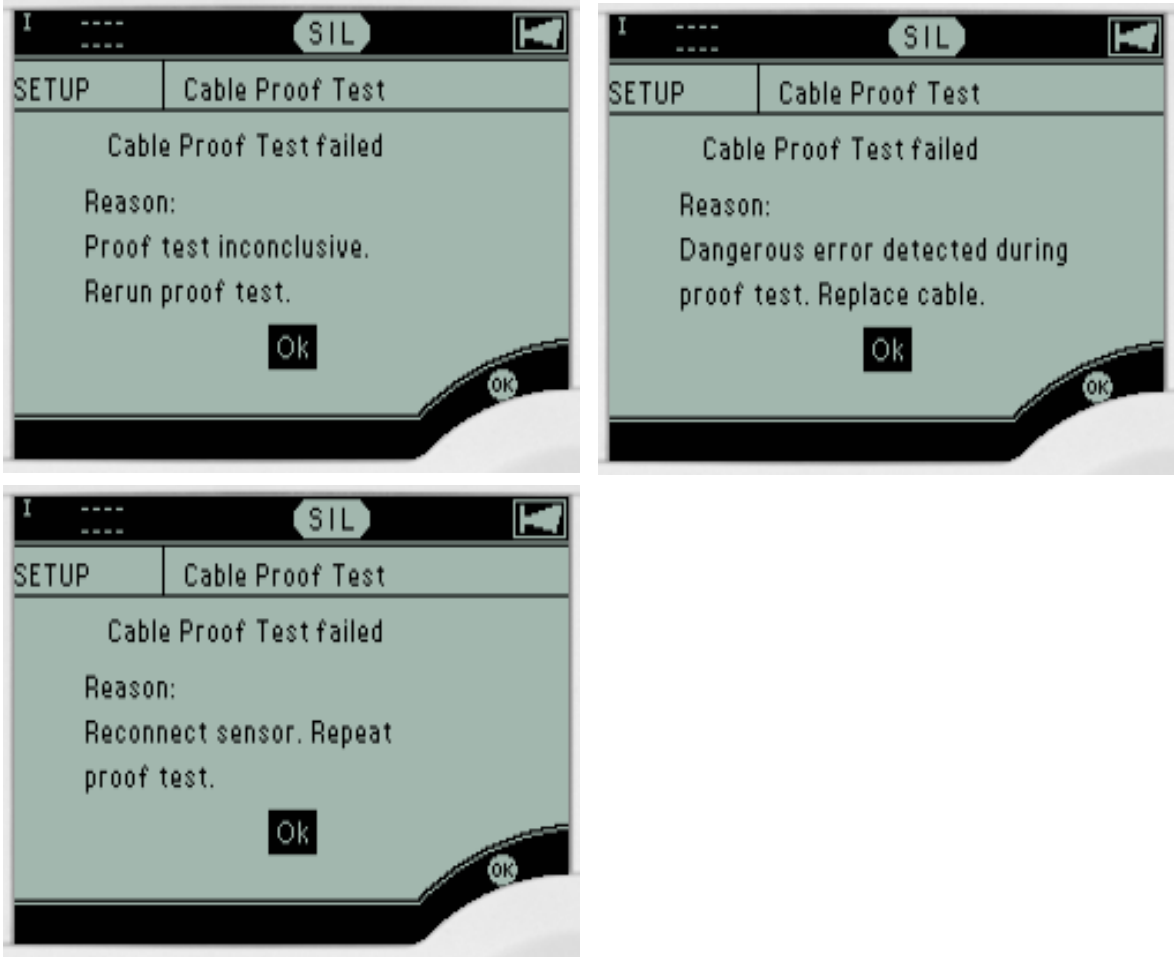 I ---- ---- SIL
SETUP Cable Proof Test
Cable Proof Test failed
Reason:
Proof test inconclusive.
Rerun proof test.
Ok
OK
I ---- ---- SIL
SETUP Cable Proof Test
Cable Proof Test failed
Reason:
Dangerous error detected during
proof test. Replace cable.
Ok
OK
I ---- ---- SIL
SETUP Cable Proof Test
Cable Proof Test failed
Reason:
Reconnect sensor. Repeat
proof test.
Ok
OK